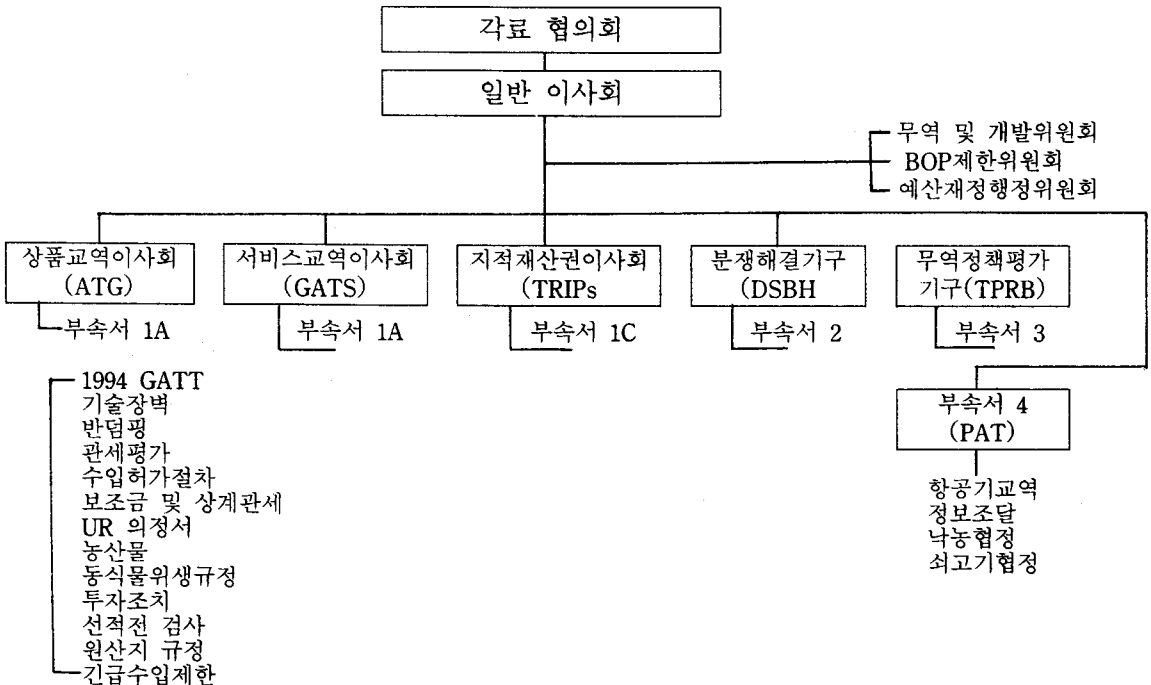 각료 협의회
일반 이사회
무역 및 개발위원회
BOP제한위원회
예산재정행정위원회
상품교역이사회
(ATG)
부속서 1A
서비스교역이사회
(GATS)
부속서 1A
지적재산권이사회
(TRIPs
부속서 1C
분쟁해결기구
(DSBH
부속서 2
무역정책평가
기구(TPRB)
부속서 3
1994 GATT
기술장벽
반덤핑
관세평가
수입허가절차
보조금 및 상계관세
UR 의정서
농산물
동식물위생규정
투자조치
선적전 검사
원산지 규정
긴급수입제한
부속서 4
(PAT)
항공기교역
정보조달
낙농협정
쇠고기협정